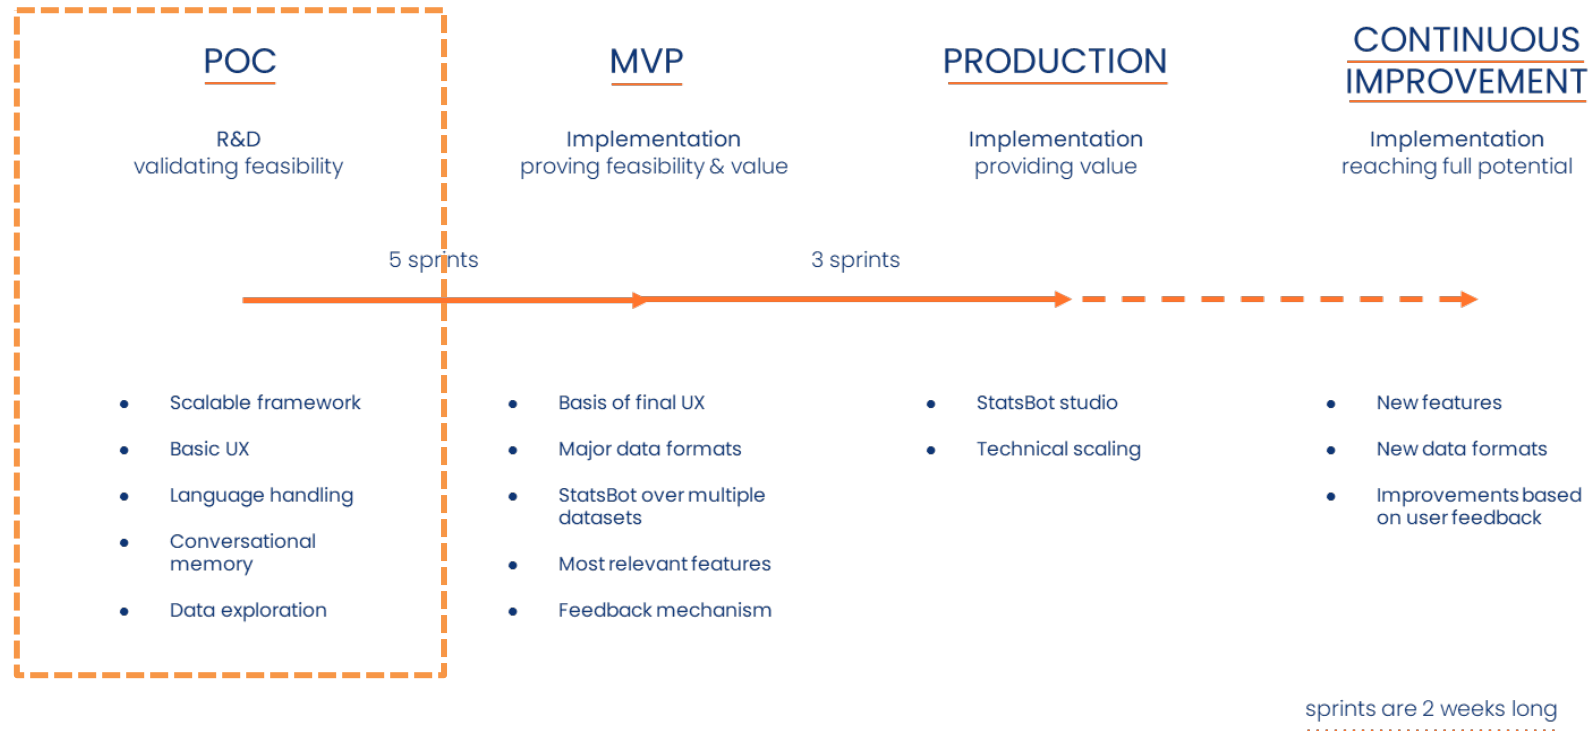 POC
R&D
validating feasibility
MVP
Implementation
proving feasibility & value
PRODUCTION
Implementation
providing value
CONTINUOUS
IMPROVEMENT
Implementation
reaching full potential
5 sprints
3 sprints
● Scalable framework
● Basic UX
● Language handling
● Conversational
memory
● Data exploration
● Basis of final UX
● Major data formats
● StatsBot over multiple
datasets
● Most relevant features
● Feedback mechanism
● StatsBot studio
● Technical scaling
● New features
● New data formats
● Improvements based
on user feedback
sprints are 2 weeks long